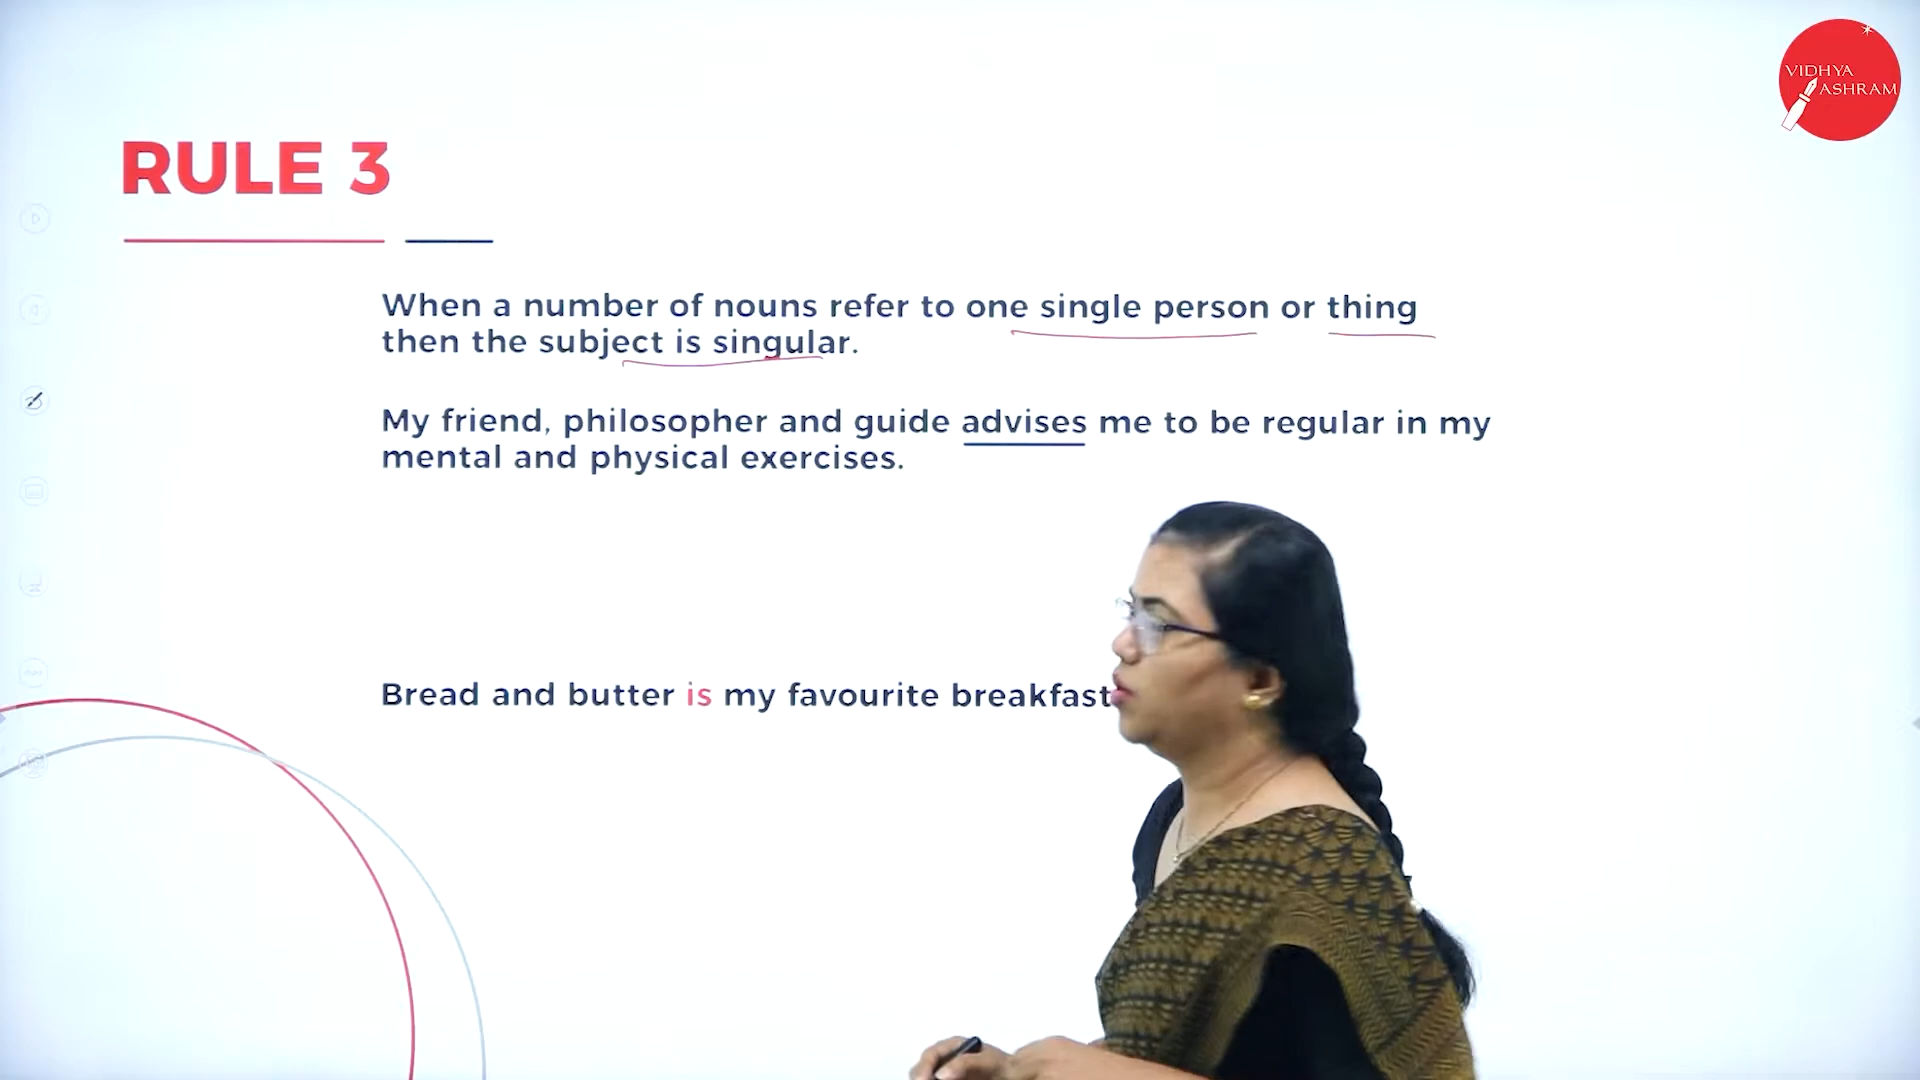 VIDHYA
ASHRAM
RULE 3
When a number of nouns refer to one single person or thing
then the subject is singular.
My friend, philosopher and guide advises me to be regular in my
mental and physical exercises.
Bread and butter is my favourite breakfast